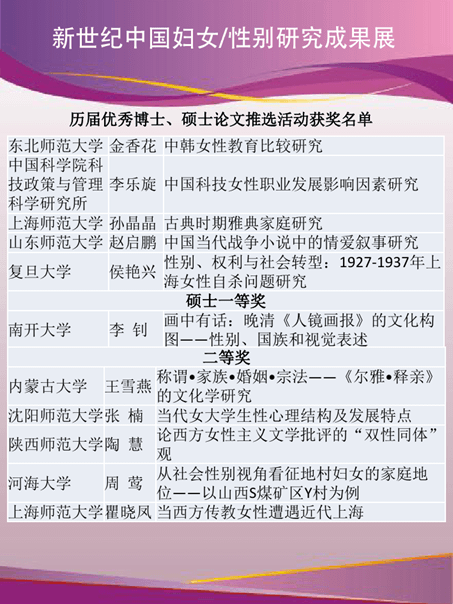 新世纪中国妇女/性别研究成果展
历届优秀博士、硕士论文推选活动获奖名单
东北师范大学 金香花 中韩女性教育比较研究
中国科学院科
技政策与管理 李乐旋 中国科技女性职业发展影响因素研究
科学研究所
上海师范大学 孙晶晶 古典时期雅典家庭研究
山东师范大学 赵启鹏 中国当代战争小说中的情爱叙事研究
复旦大学 侯艳兴 性别、权利与社会转型：1927-1937年上
海女性自杀问题研究
硕士一等奖
南开大学 李 钊 画中有话：晚清《人镜画报》的文化构
图——性别、国族和视觉表述
二等奖
内蒙古大学 王雪燕 称谓•家族•婚姻•宗法——《尔雅•释亲》
的文化学研究
沈阳师范大学 张 楠 当代女大学生性心理结构及发展特点
陕西师范大学 陶 慧 论西方女性主义文学批评的“双性同体”
观
河海大学 周 莺 从社会性别视角看征地村妇女的家庭地
位——以山西S煤矿区Y村为例
上海师范大学 瞿晓凤 当西方传教女性遭遇近代上海